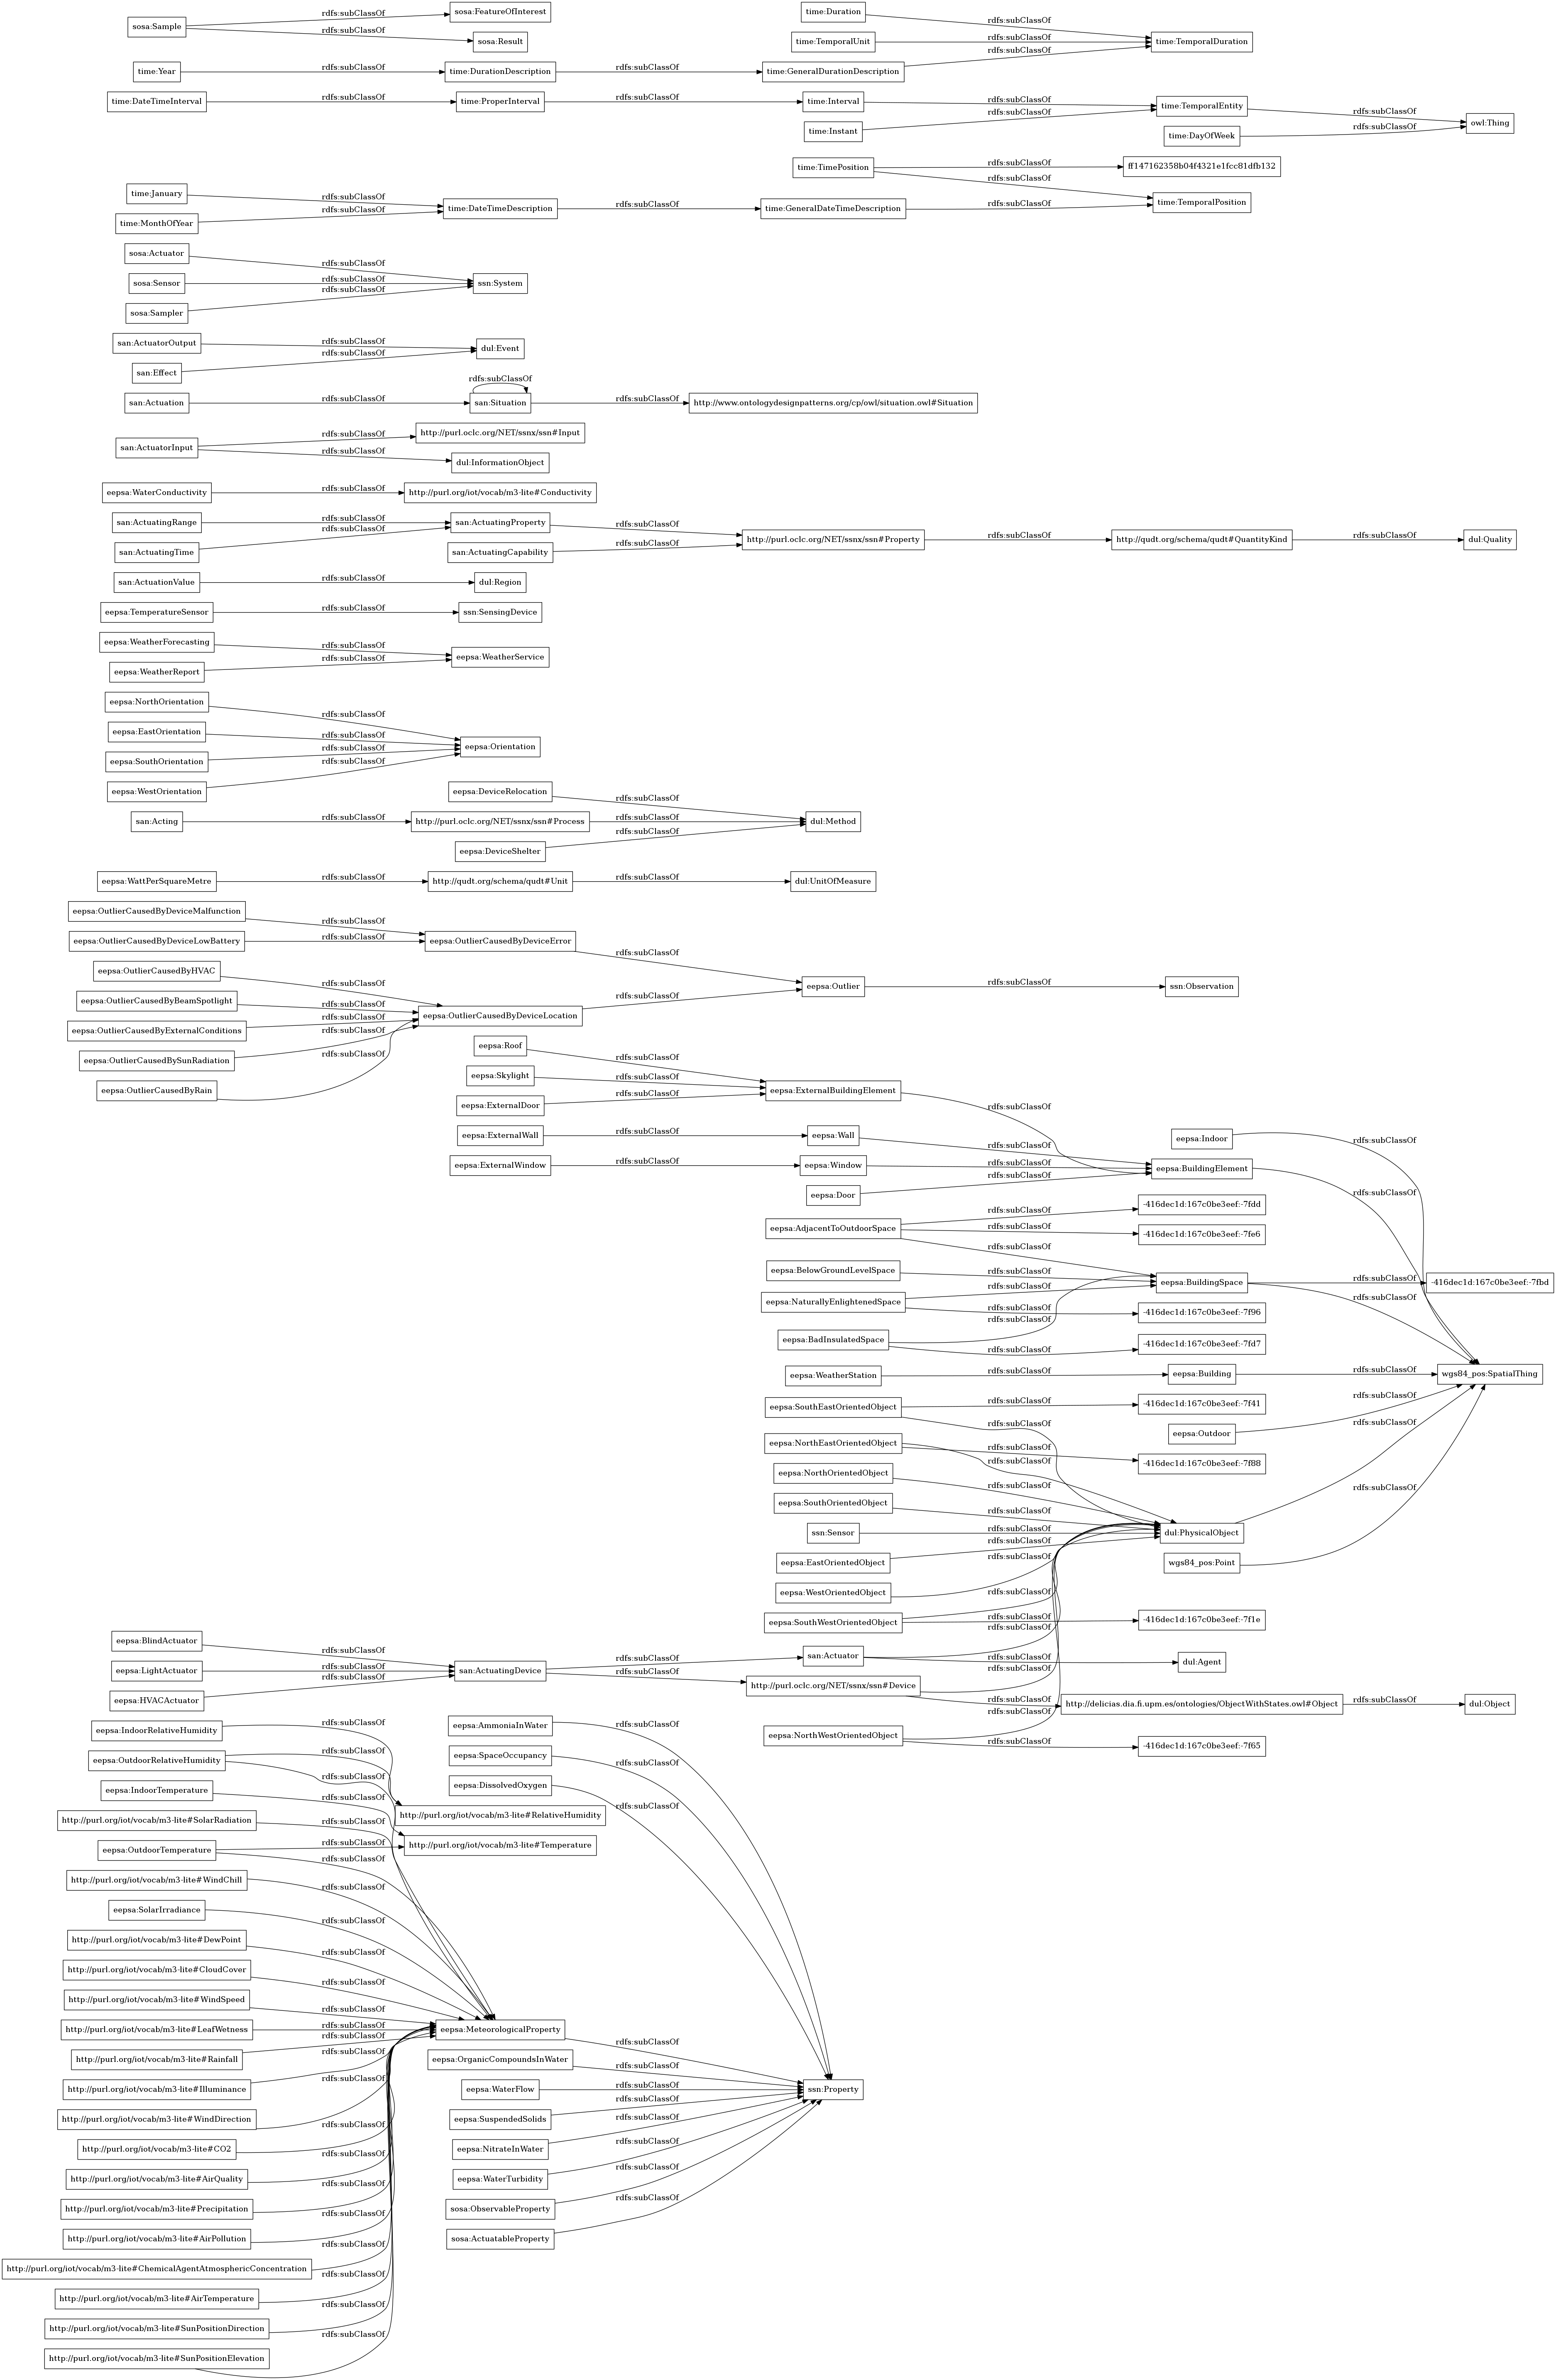 sosa:Sample
rdfs:subClassOf
sosa:FeatureOfInterest
rdfs:subClassOf
sosa:Result
time:Duration
rdfs:subClassOf
time:TemporalUnit
rdfs:subClassOf
time:TemporalDuration
time:Year
rdfs:subClassOf
time:DurationDescription
rdfs:subClassOf
time:GeneralDurationDescription
rdfs:subClassOf
time:DateTimeInterval
rdfs:subClassOf
time:ProperInterval
rdfs:subClassOf
time:Interval
rdfs:subClassOf
time:Instant
rdfs:subClassOf
time:TemporalEntity
rdfs:subClassOf
time:DayOfWeek
rdfs:subClassOf
owl:Thing
time:TimePosition
rdfs:subClassOf
ff147162358b04f4321e1fcc81dfb132
rdfs:subClassOf
time:TemporalPosition
time:January
rdfs:subClassOf
time:MonthOfYear
rdfs:subClassOf
time:DateTimeDescription
rdfs:subClassOf
time:GeneralDateTimeDescription
rdfs:subClassOf
sosa:Actuator
rdfs:subClassOf
sosa:Sensor
rdfs:subClassOf
sosa:Sampler
rdfs:subClassOf
ssn:System
san:ActuatorOutput
rdfs:subClassOf
san:Effect
rdfs:subClassOf
dul:Event
san:Actuation
rdfs:subClassOf
rdfs:subClassOf
san:Situation
rdfs:subClassOf
http://www.ontologydesignpatterns.org/cp/owl/situation.owl#Situation
san:ActuatorInput
rdfs:subClassOf
http://purl.oclc.org/NET/ssnx/ssn#Input
rdfs:subClassOf
dul:InformationObject
eepsa:WaterConductivity
rdfs:subClassOf
http://purl.org/iot/vocab/m3-lite#Conductivity
san:ActuatingRange
rdfs:subClassOf
san:ActuatingTime
rdfs:subClassOf
san:ActuatingProperty
rdfs:subClassOf
san:ActuatingCapability
rdfs:subClassOf
http://purl.oclc.org/NET/ssnx/ssn#Property
rdfs:subClassOf
http://qudt.org/schema/qudt#QuantityKind
rdfs:subClassOf
dul:Quality
san:ActuationValue
rdfs:subClassOf
dul:Region
eepsa:TemperatureSensor
rdfs:subClassOf
ssn:SensingDevice
eepsa:WeatherForecasting
rdfs:subClassOf
eepsa:WeatherReport
rdfs:subClassOf
eepsa:WeatherService
eepsa:NorthOrientation
rdfs:subClassOf
eepsa:EastOrientation
rdfs:subClassOf
eepsa:SouthOrientation
rdfs:subClassOf
eepsa:WestOrientation
rdfs:subClassOf
eepsa:Orientation
eepsa:DeviceRelocation
rdfs:subClassOf
san:Acting
rdfs:subClassOf
http://purl.oclc.org/NET/ssnx/ssn#Process
rdfs:subClassOf
eepsa:DeviceShelter
rdfs:subClassOf
dul:Method
eepsa:WattPerSquareMetre
rdfs:subClassOf
http://qudt.org/schema/qudt#Unit
rdfs:subClassOf
dul:UnitOfMeasure
eepsa:OutlierCausedByDeviceMalfunction
rdfs:subClassOf
eepsa:OutlierCausedByDeviceLowBattery
rdfs:subClassOf
eepsa:OutlierCausedByDeviceError
rdfs:subClassOf
eepsa:OutlierCausedByHVAC
rdfs:subClassOf
eepsa:OutlierCausedByBeamSpotlight
rdfs:subClassOf
eepsa:OutlierCausedByExternalConditions
rdfs:subClassOf
eepsa:OutlierCausedBySunRadiation
rdfs:subClassOf
eepsa:OutlierCausedByRain
rdfs:subClassOf
eepsa:OutlierCausedByDeviceLocation
rdfs:subClassOf
eepsa:Outlier
rdfs:subClassOf
ssn:Observation
eepsa:Roof
rdfs:subClassOf
eepsa:Skylight
rdfs:subClassOf
eepsa:ExternalDoor
rdfs:subClassOf
eepsa:ExternalBuildingElement
rdfs:subClassOf
eepsa:ExternalWall
rdfs:subClassOf
eepsa:Wall
rdfs:subClassOf
eepsa:ExternalWindow
rdfs:subClassOf
eepsa:Window
rdfs:subClassOf
eepsa:Door
rdfs:subClassOf
eepsa:Indoor
rdfs:subClassOf
eepsa:BuildingElement
rdfs:subClassOf
eepsa:AdjacentToOutdoorSpace
rdfs:subClassOf
-416dec1d:167c0be3eef:-7fdd
rdfs:subClassOf
-416dec1d:167c0be3eef:-7fe6
rdfs:subClassOf
eepsa:BelowGroundLevelSpace
rdfs:subClassOf
eepsa:BuildingSpace
rdfs:subClassOf
-416dec1d:167c0be3eef:-7fbd
rdfs:subClassOf
eepsa:NaturallyEnlightenedSpace
rdfs:subClassOf
rdfs:subClassOf
-416dec1d:167c0be3eef:-7f96
eepsa:BadInsulatedSpace
rdfs:subClassOf
rdfs:subClassOf
-416dec1d:167c0be3eef:-7fd7
eepsa:WeatherStation
rdfs:subClassOf
eepsa:Building
rdfs:subClassOf
wgs84_pos:SpatialThing
eepsa:SouthEastOrientedObject
rdfs:subClassOf
-416dec1d:167c0be3eef:-7f41
rdfs:subClassOf
eepsa:Outdoor
rdfs:subClassOf
eepsa:NorthEastOrientedObject
rdfs:subClassOf
-416dec1d:167c0be3eef:-7f88
rdfs:subClassOf
eepsa:NorthOrientedObject
rdfs:subClassOf
eepsa:SouthOrientedObject
rdfs:subClassOf
ssn:Sensor
rdfs:subClassOf
dul:PhysicalObject
rdfs:subClassOf
eepsa:EastOrientedObject
rdfs:subClassOf
wgs84_pos:Point
rdfs:subClassOf
eepsa:WestOrientedObject
rdfs:subClassOf
eepsa:SouthWestOrientedObject
rdfs:subClassOf
rdfs:subClassOf
-416dec1d:167c0be3eef:-7f1e
eepsa:BlindActuator
rdfs:subClassOf
eepsa:LightActuator
rdfs:subClassOf
eepsa:HVACActuator
rdfs:subClassOf
san:ActuatingDevice
rdfs:subClassOf
san:Actuator
rdfs:subClassOf
rdfs:subClassOf
dul:Agent
rdfs:subClassOf
http://purl.oclc.org/NET/ssnx/ssn#Device
rdfs:subClassOf
rdfs:subClassOf
http://delicias.dia.fi.upm.es/ontologies/ObjectWithStates.owl#Object
rdfs:subClassOf
dul:Object
eepsa:NorthWestOrientedObject
rdfs:subClassOf
rdfs:subClassOf
-416dec1d:167c0be3eef:-7f65
eepsa:IndoorRelativeHumidity
rdfs:subClassOf
eepsa:OutdoorRelativeHumidity
rdfs:subClassOf
rdfs:subClassOf
eepsa:IndoorTemperature
rdfs:subClassOf
http://purl.org/iot/vocab/m3-lite#RelativeHumidity
http://purl.org/iot/vocab/m3-lite#SolarRadiation
rdfs:subClassOf
eepsa:OutdoorTemperature
rdfs:subClassOf
http://purl.org/iot/vocab/m3-lite#Temperature
rdfs:subClassOf
http://purl.org/iot/vocab/m3-lite#WindChill
rdfs:subClassOf
eepsa:SolarIrradiance
rdfs:subClassOf
http://purl.org/iot/vocab/m3-lite#DewPoint
rdfs:subClassOf
http://purl.org/iot/vocab/m3-lite#CloudCover
rdfs:subClassOf
http://purl.org/iot/vocab/m3-lite#WindSpeed
rdfs:subClassOf
http://purl.org/iot/vocab/m3-lite#LeafWetness
rdfs:subClassOf
http://purl.org/iot/vocab/m3-lite#Rainfall
rdfs:subClassOf
http://purl.org/iot/vocab/m3-lite#Illuminance
rdfs:subClassOf
http://purl.org/iot/vocab/m3-lite#WindDirection
rdfs:subClassOf
http://purl.org/iot/vocab/m3-lite#CO2
rdfs:subClassOf
http://purl.org/iot/vocab/m3-lite#AirQuality
rdfs:subClassOf
http://purl.org/iot/vocab/m3-lite#Precipitation
rdfs:subClassOf
http://purl.org/iot/vocab/m3-lite#AirPollution
rdfs:subClassOf
http://purl.org/iot/vocab/m3-lite#ChemicalAgentAtmosphericConcentration
rdfs:subClassOf
http://purl.org/iot/vocab/m3-lite#AirTemperature
rdfs:subClassOf
http://purl.org/iot/vocab/m3-lite#SunPositionDirection
rdfs:subClassOf
http://purl.org/iot/vocab/m3-lite#SunPositionElevation
rdfs:subClassOf
eepsa:AmmoniaInWater
rdfs:subClassOf
eepsa:SpaceOccupancy
rdfs:subClassOf
eepsa:DissolvedOxygen
rdfs:subClassOf
eepsa:MeteorologicalProperty
rdfs:subClassOf
eepsa:OrganicCompoundsInWater
rdfs:subClassOf
eepsa:WaterFlow
rdfs:subClassOf
eepsa:SuspendedSolids
rdfs:subClassOf
eepsa:NitrateInWater
rdfs:subClassOf
eepsa:WaterTurbidity
rdfs:subClassOf
sosa:ObservableProperty
rdfs:subClassOf
sosa:ActuatableProperty
rdfs:subClassOf
ssn:Property